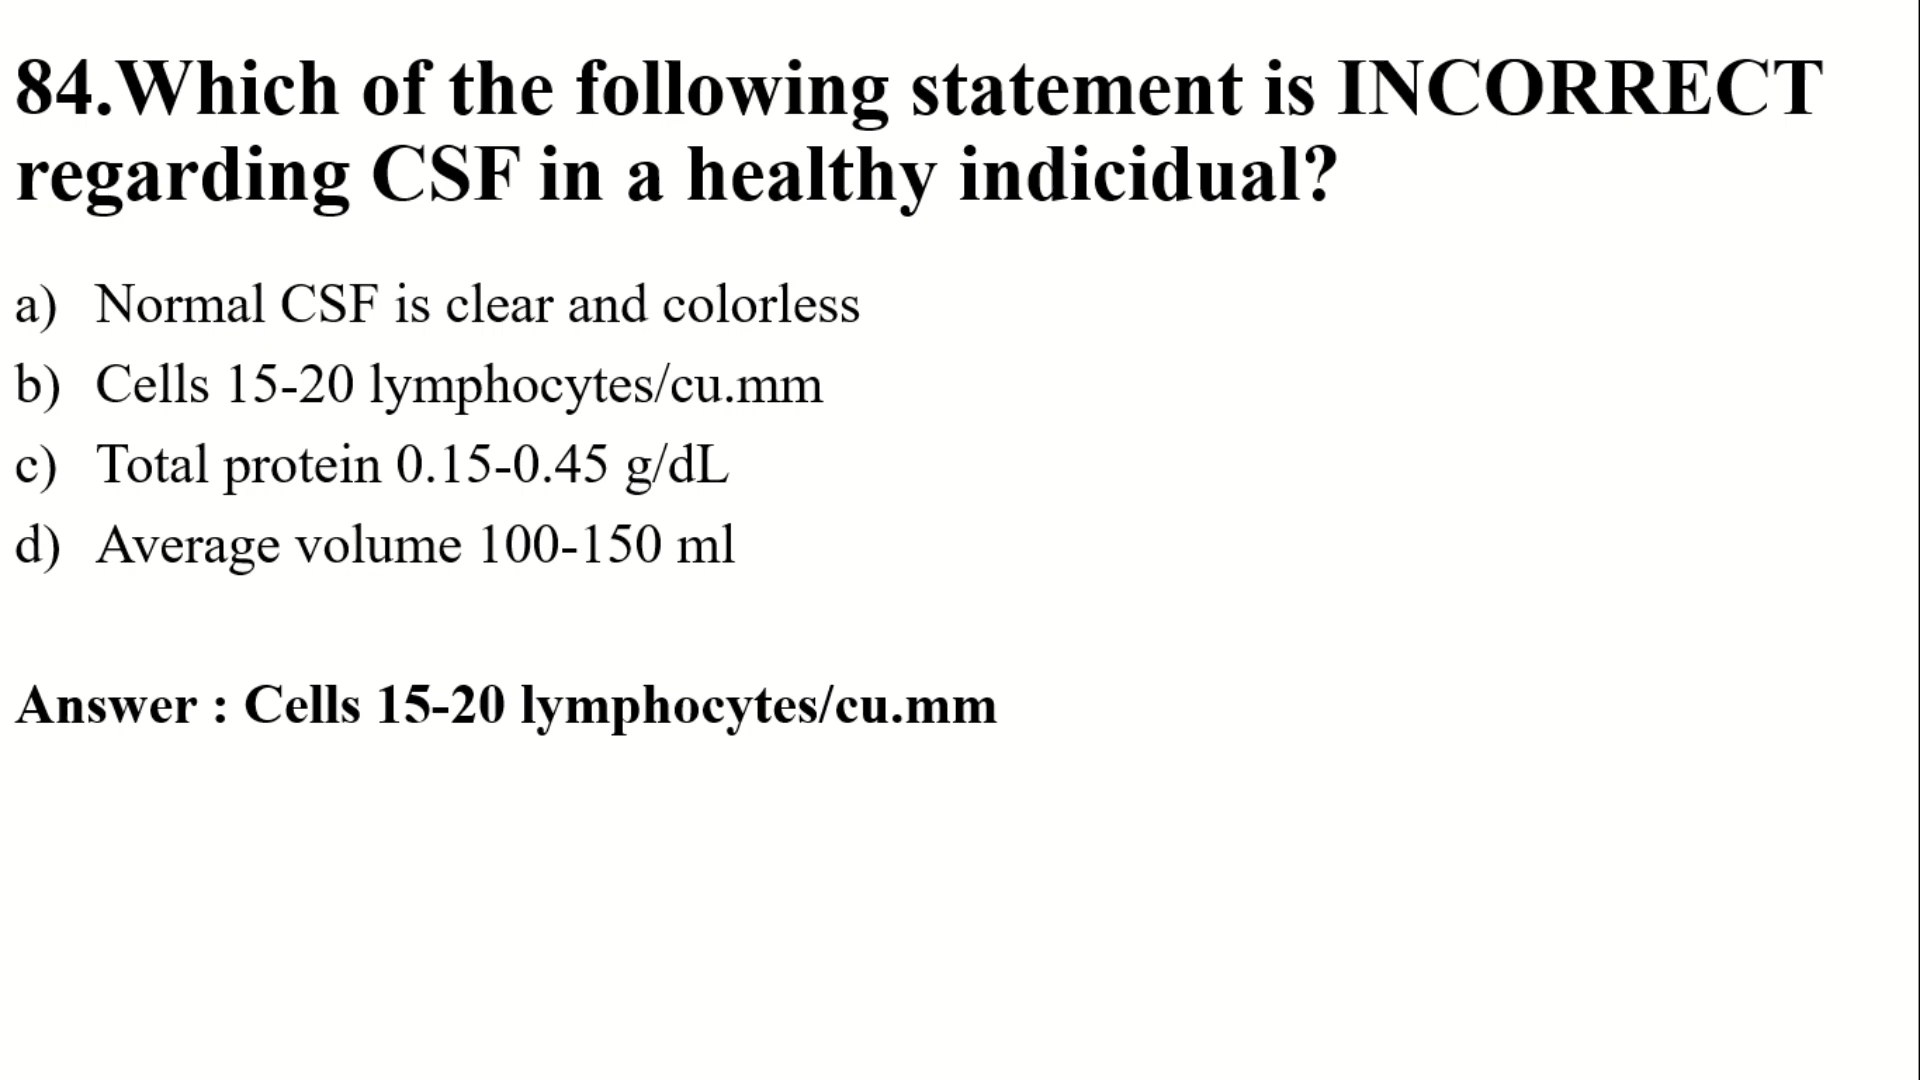 84.Which of the following statement is INCORRECT
regarding CSF in a healthy indicidual?
a) Normal CSF is clear and colorless
b) Cells 15-20 lymphocytes/cu.mm
c) Total protein 0.15-0.45 g/dL
d) Average volume 100-150 ml
Answer : Cells 15-20 lymphocytes/cu.mm